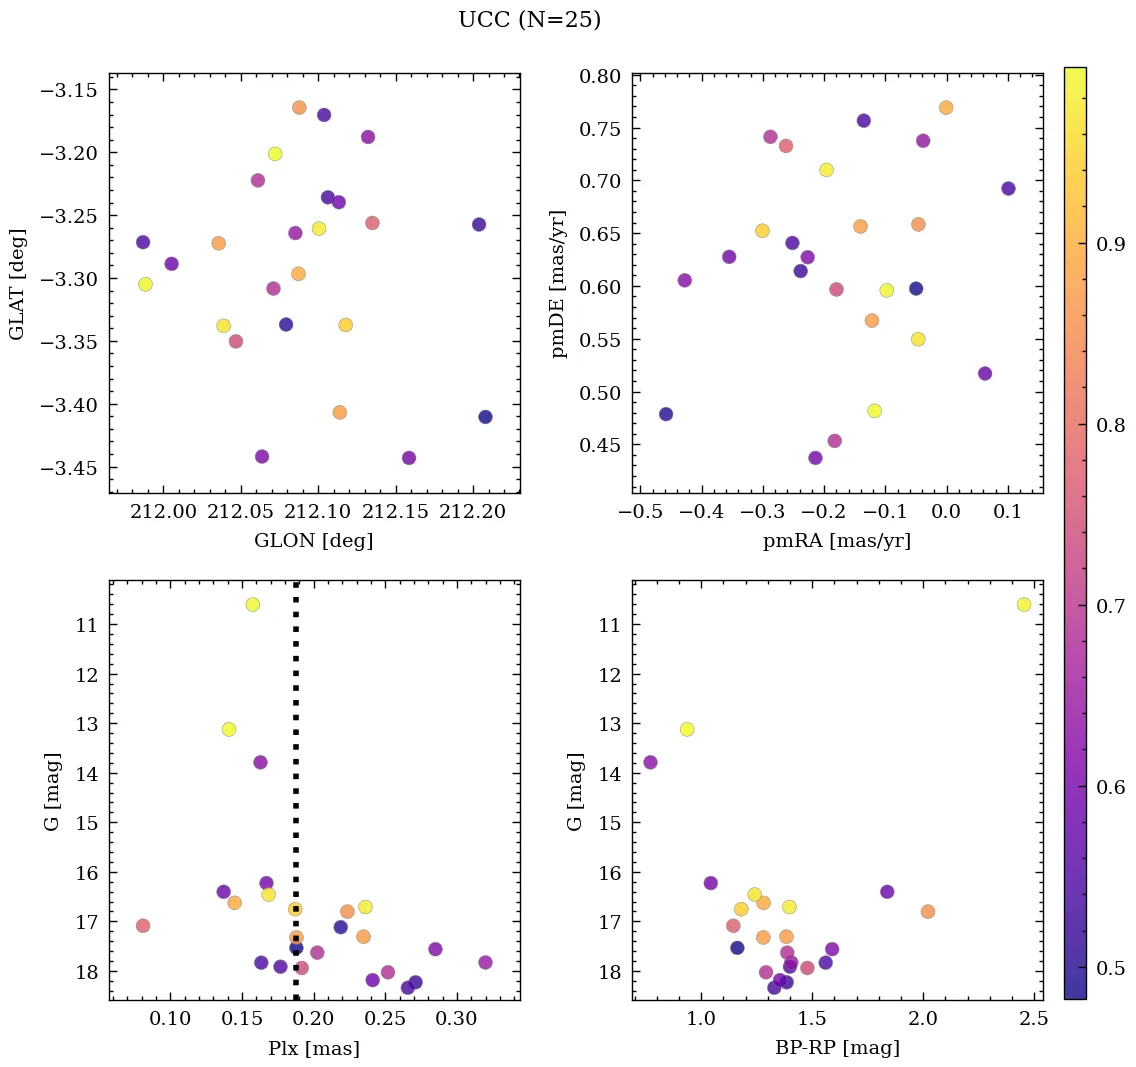 UCC (N=25)
−3.15
−3.20
−3.25
−3.30
−3.35
−3.40
−3.45
GLAT [deg]
212.00 212.05 212.10 212.15 212.20
GLON [deg]
0.80
0.75
0.70
0.65
0.60
0.55
0.50
0.45
pmDE [mas/yr]
−0.5 −0.4 −0.3 −0.2 −0.1 0.0 0.1
pmRA [mas/yr]
11
12
13
14
15
16
17
18
G [mag]
0.10 0.15 0.20 0.25 0.30
Plx [mas]
11
12
13
14
15
16
17
18
G [mag]
1.0 1.5 2.0 2.5
BP-RP [mag]
0.9
0.8
0.7
0.6
0.5